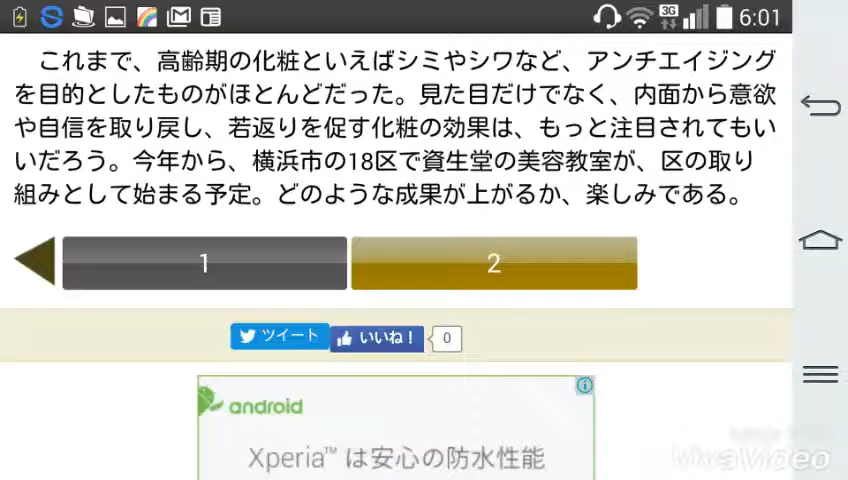 3G 6:01
これまで、高齢期の化粧といえばシミやシワなど、アンチエイジング
を目的としたものがほとんどだった。見た目だけでなく、内面から意欲
や自信を取り戻し、若返りを促す化粧の効果は、もっと注目されてもい
いだろう。今年から、横浜市の18区で資生堂の美容教室が、区の取り
組みとして始まる予定。どのような成果が上がるか、楽しみである。
1 2
ツイート いいね! 0
android
Xperia™ は安心の防水性能
VivaVideo